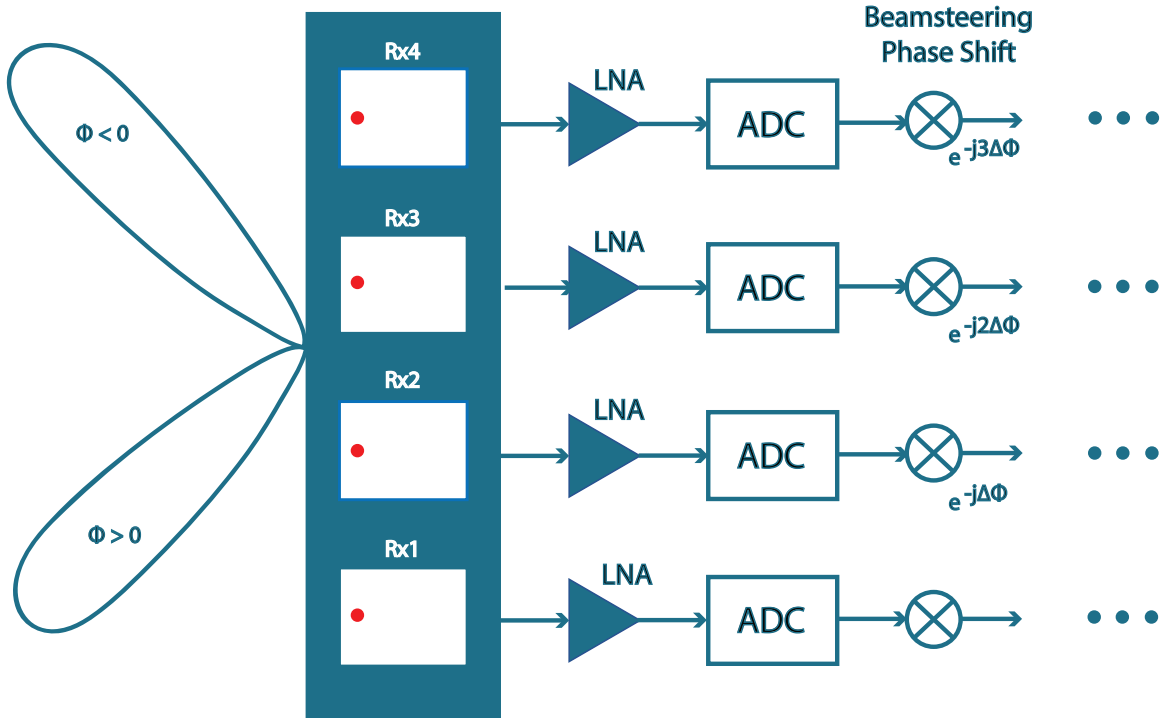 Beamsteering
Phase Shift
Rx4
LNA
ADC
e -j3ΔΦ
Φ < 0
Rx3
LNA
ADC
e -j2ΔΦ
Rx2
LNA
ADC
e -jΔΦ
Φ > 0
Rx1
LNA
ADC